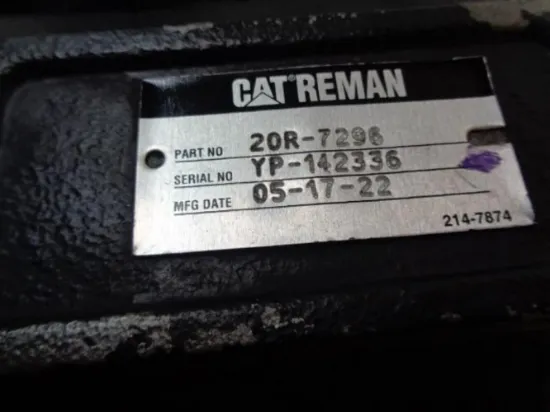 CAT REMAN
PART NO 20R-7296
SERIAL NO YP-142336
MFG DATE 05-17-22
214-7874